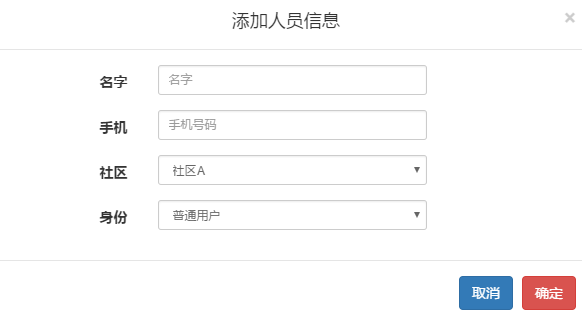 添加人员信息 ×
名字 名字
手机 手机号码
社区 社区A
身份 普通用户
取消 确定